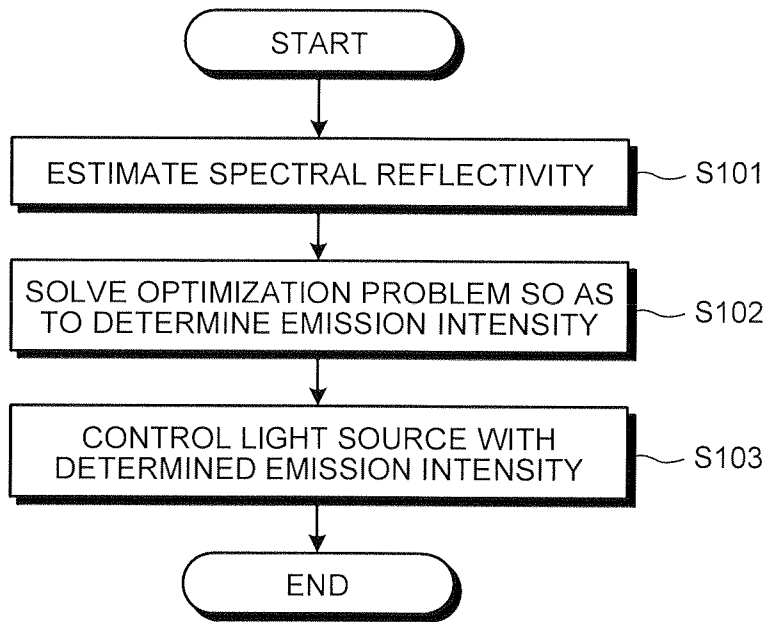 START
ESTIMATE SPECTRAL REFLECTIVITY
S101
SOLVE OPTIMIZATION PROBLEM SO AS
TO DETERMINE EMISSION INTENSITY
S102
CONTROL LIGHT SOURCE WITH
DETERMINED EMISSION INTENSITY
S103
END